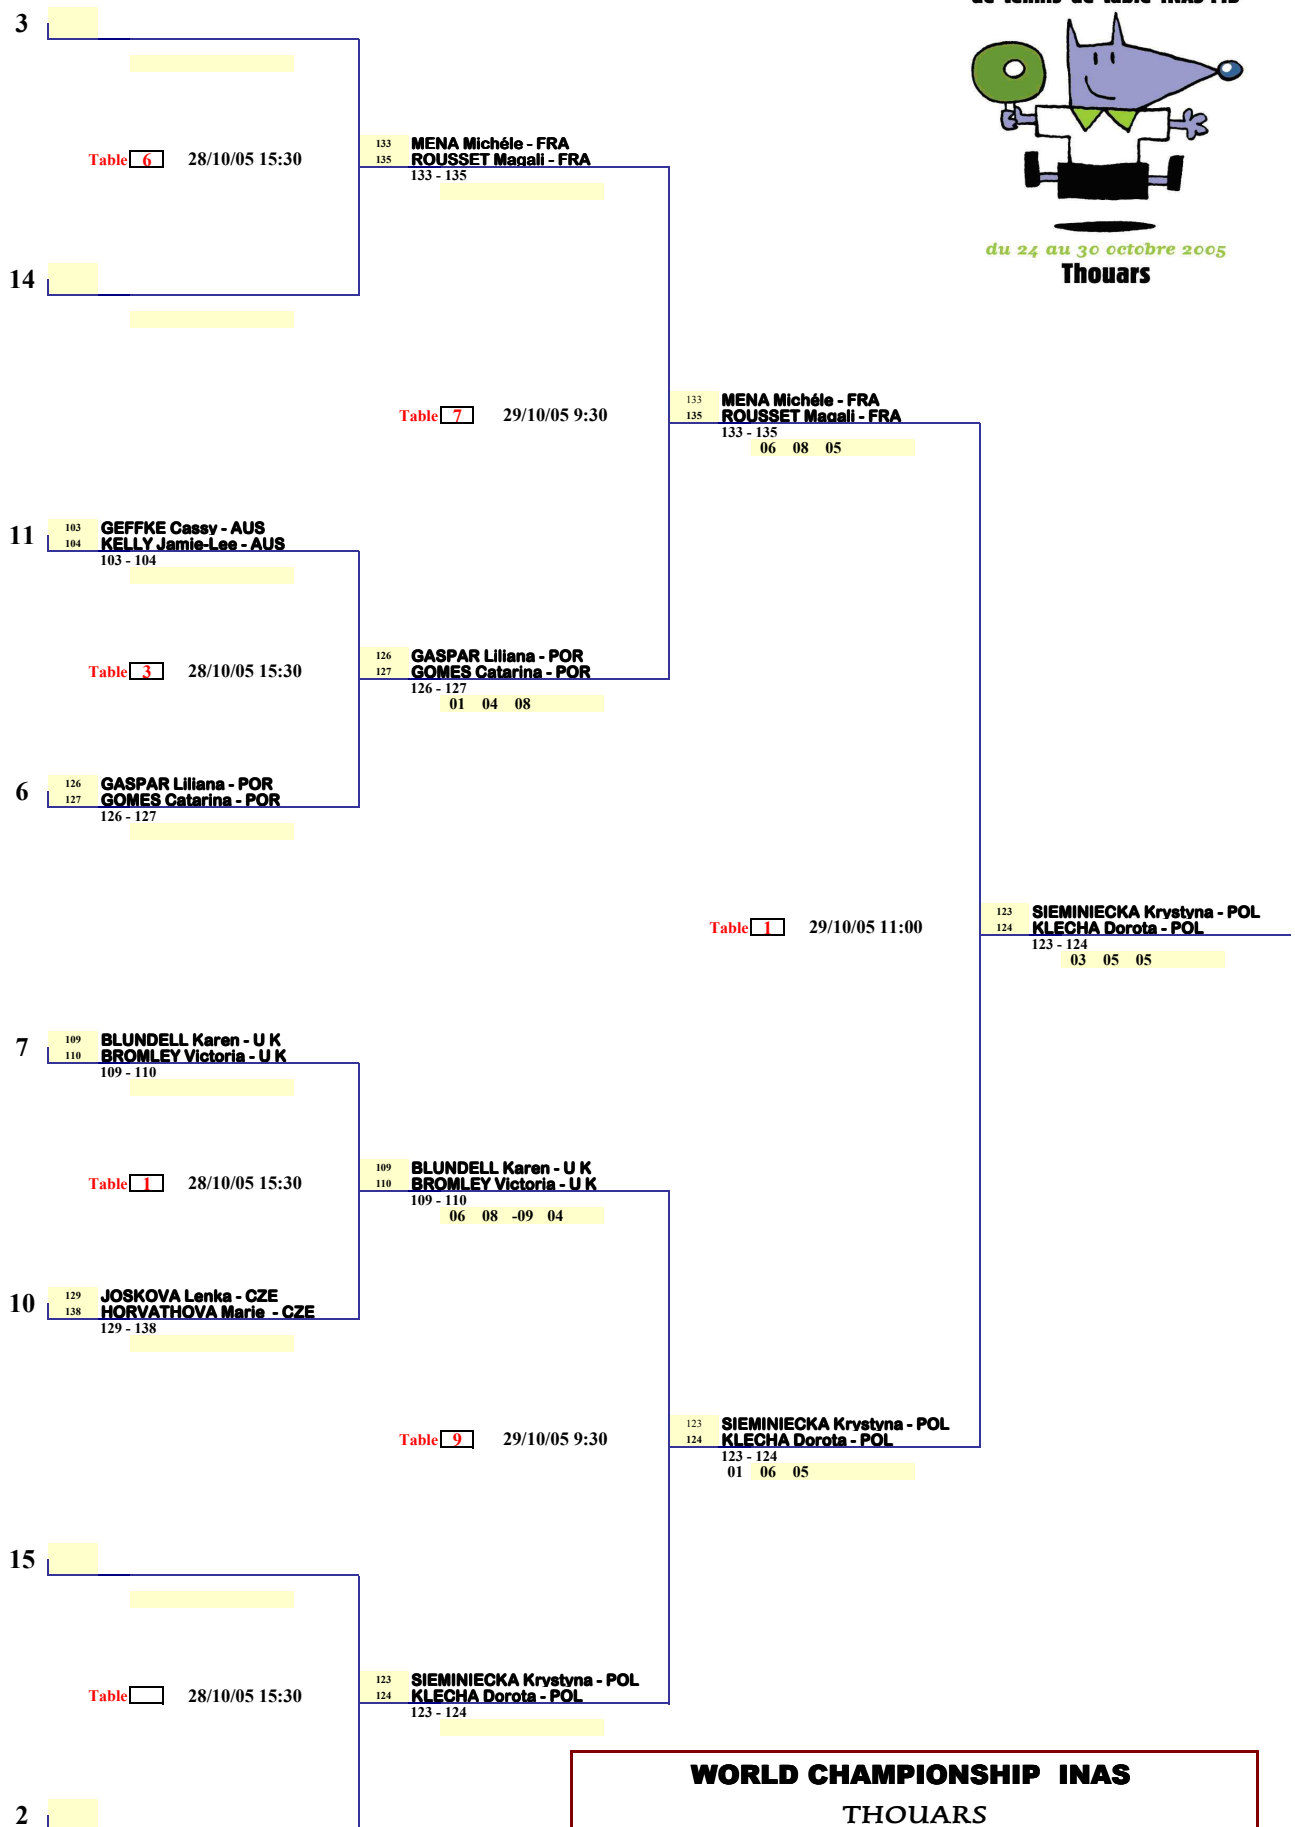 de tennis de table INAS-FID
3
133 MENA Michéle - FRA
Table 6 28/10/05 15:30 135 ROUSSET Magali - FRA
133 - 135
du 24 au 30 octobre 2005
14 Thouars
133 MENA Michéle - FRA
Table 7 29/10/05 9:30 135 ROUSSET Magali - FRA
133 - 135
06 08 05
103 GEFFKE Cassy - AUS
11 104 KELLY Jamie-Lee - AUS
103 - 104
126 GASPAR Liliana - POR
Table 3 28/10/05 15:30 127 GOMES Catarina - POR
126 - 127
01 04 08
126 GASPAR Liliana - POR
6 127 GOMES Catarina - POR
126 - 127
123 SIEMINIECKA Krystyna - POL
Table 1 29/10/05 11:00 124 KLECHA Dorota - POL
123 - 124
03 05 05
109 BLUNDELL Karen - U K
7 110 BROMLEY Victoria - U K
109 - 110
109 BLUNDELL Karen - U K
Table 1 28/10/05 15:30 110 BROMLEY Victoria - U K
109 - 110
06 08 -09 04
129 JOSKOVA Lenka - CZE
10 138 HORVATHOVA Marie - CZE
129 - 138
123 SIEMINIECKA Krystyna - POL
Table 9 29/10/05 9:30 124 KLECHA Dorota - POL
123 - 124
01 06 05
15
123 SIEMINIECKA Krystyna - POL
Table 28/10/05 15:30 124 KLECHA Dorota - POL
123 - 124
WORLD CHAMPIONSHIP INAS
2 THOUARS